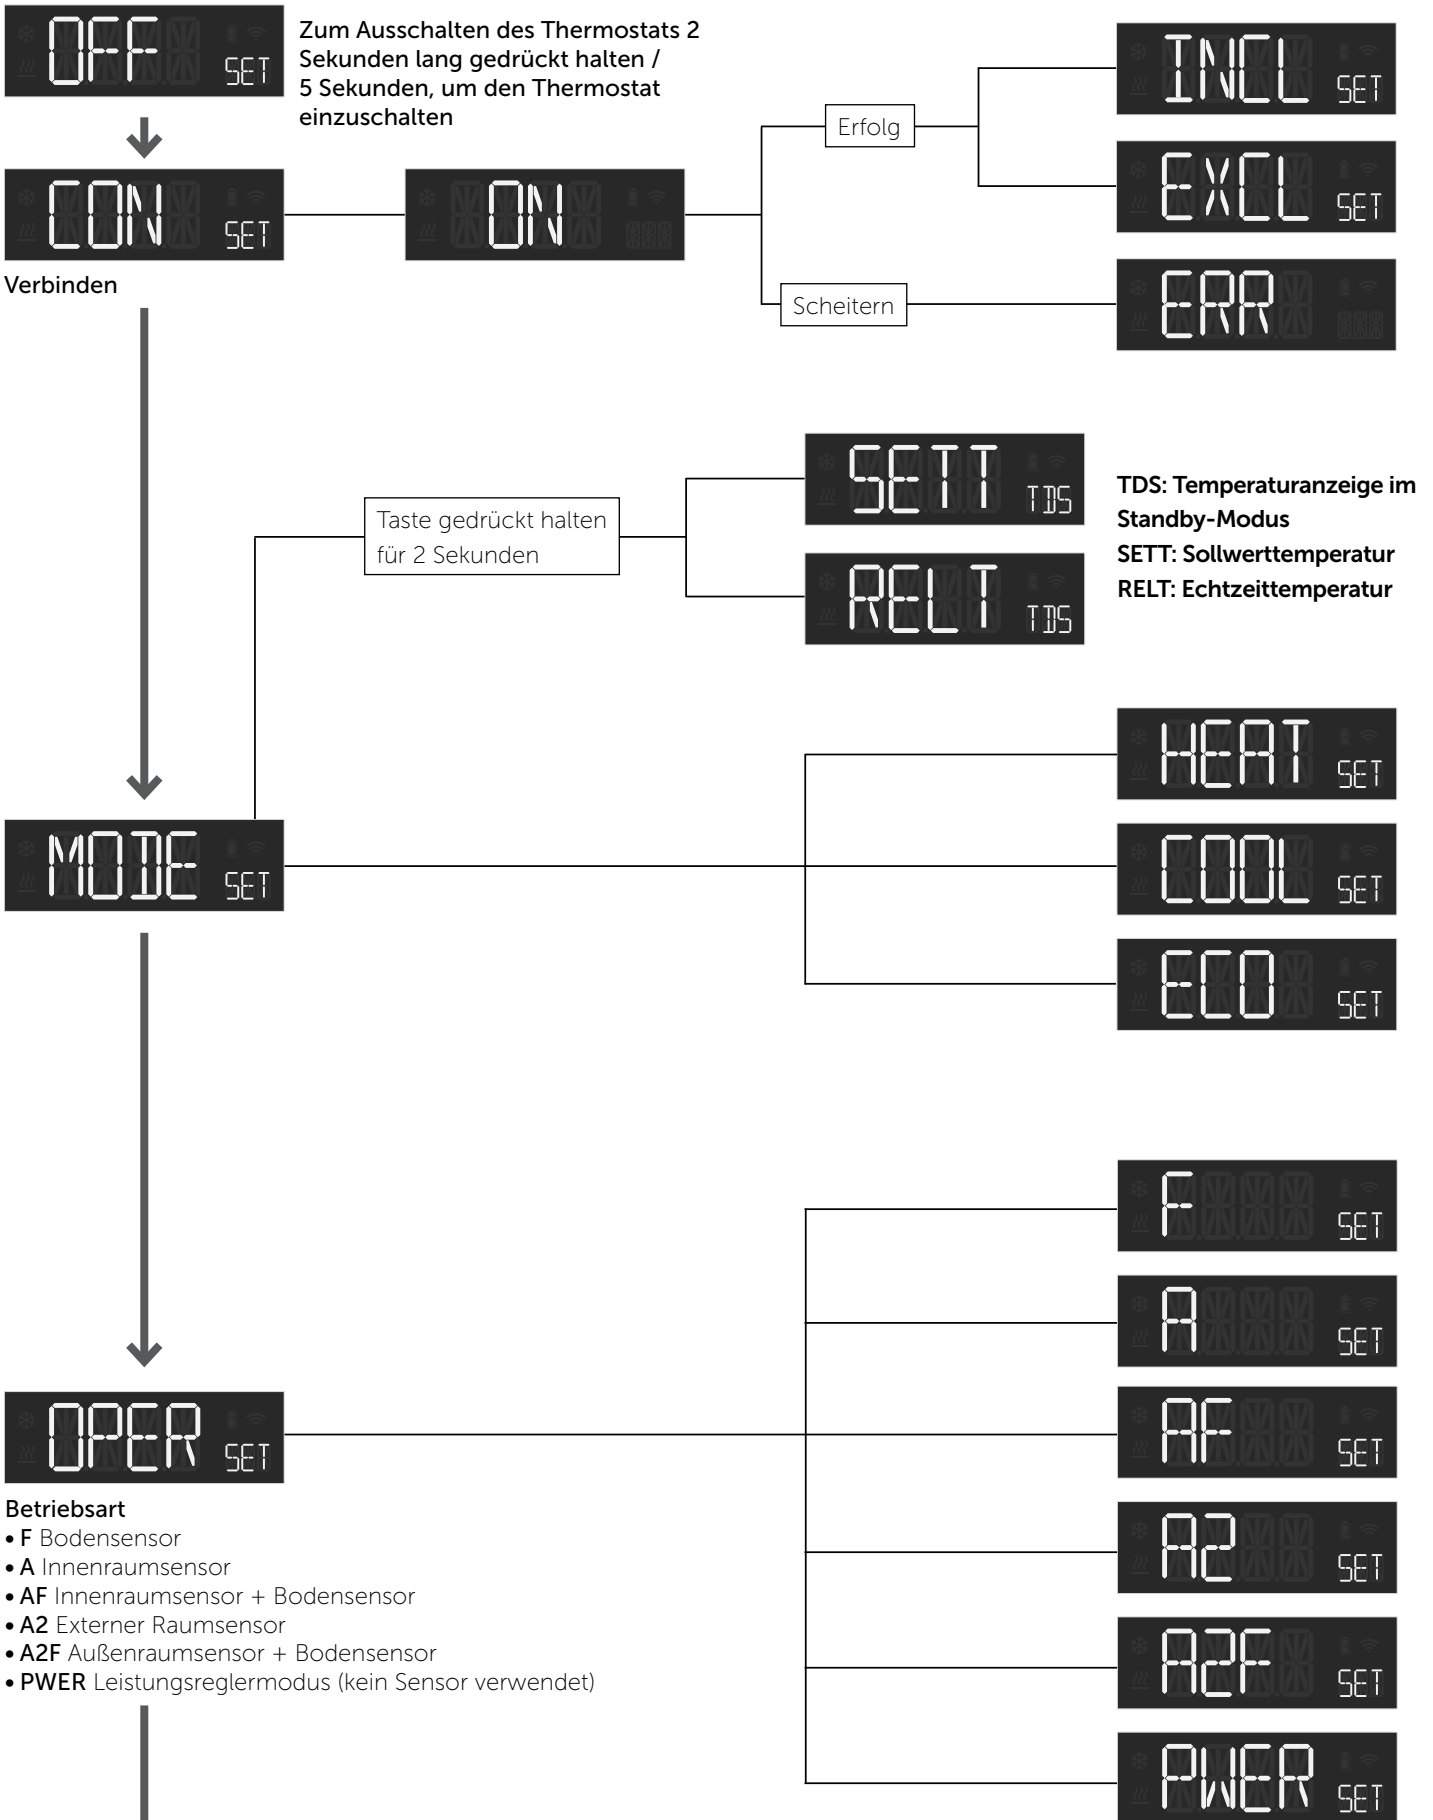 OFF
SET
Zum Ausschalten des Thermostats 2
Sekunden lang gedrückt halten /
5 Sekunden, um den Thermostat
einzuschalten
CON
SET
Verbinden
ON
Erfolg
INCL
SET
EXCL
SET
Scheitern
ERR
Taste gedrückt halten
für 2 Sekunden
SETT
TDS
RELT
TDS
TDS: Temperaturanzeige im
Standby-Modus
SETT: Sollwerttemperatur
RELT: Echtzeittemperatur
MODE
SET
HEAT
SET
COOL
SET
ECO
SET
OPER
SET
Betriebsart
• F Bodensensor
• A Innenraumsensor
• AF Innenraumsensor + Bodensensor
• A2 Externer Raumsensor
• A2F Außenraumsensor + Bodensensor
• PWER Leistungsreglermodus (kein Sensor verwendet)
F
SET
A
SET
AF
SET
A2
SET
A2F
SET
PWER
SET